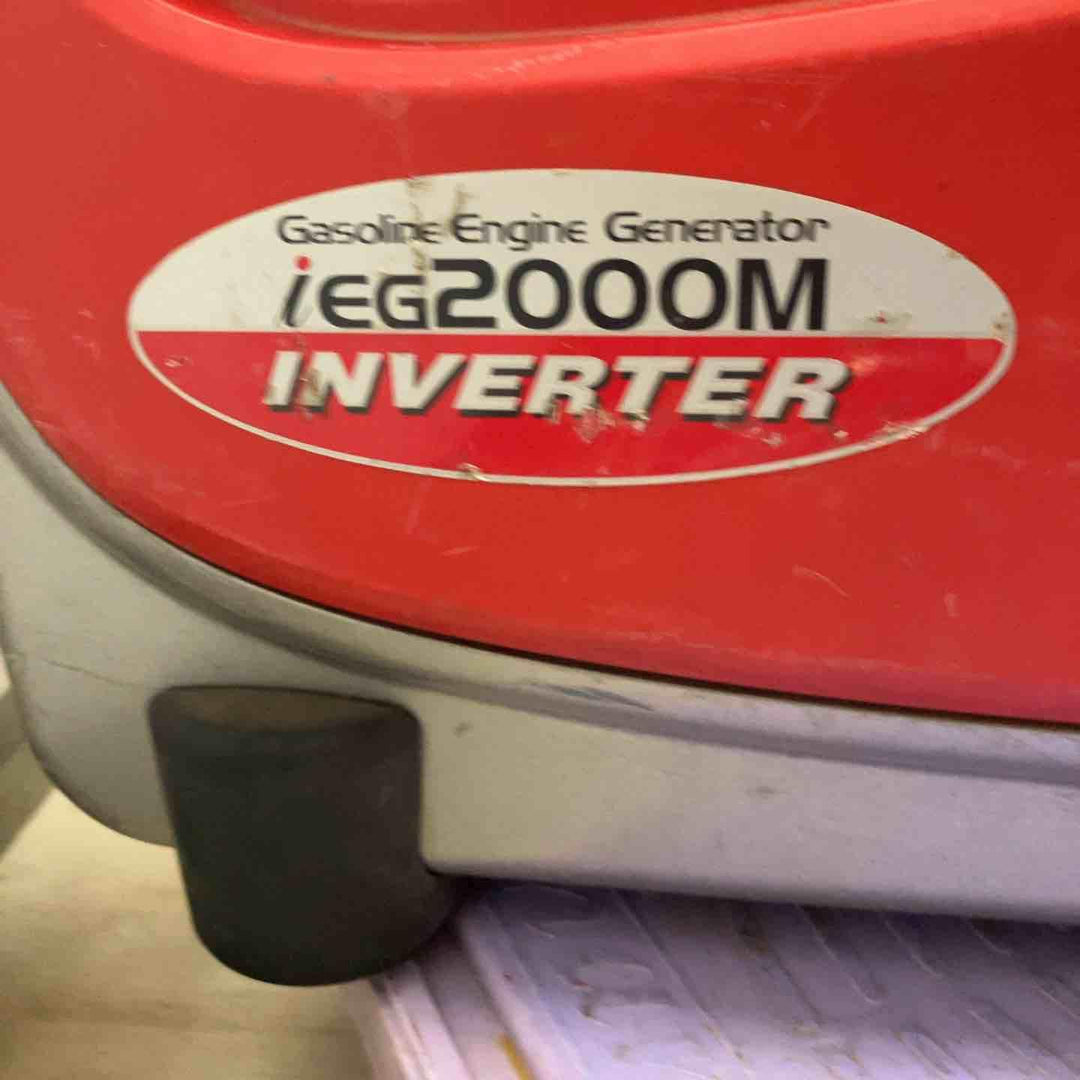 Gasoline Engine Generator
iEG2000M
INVERTER